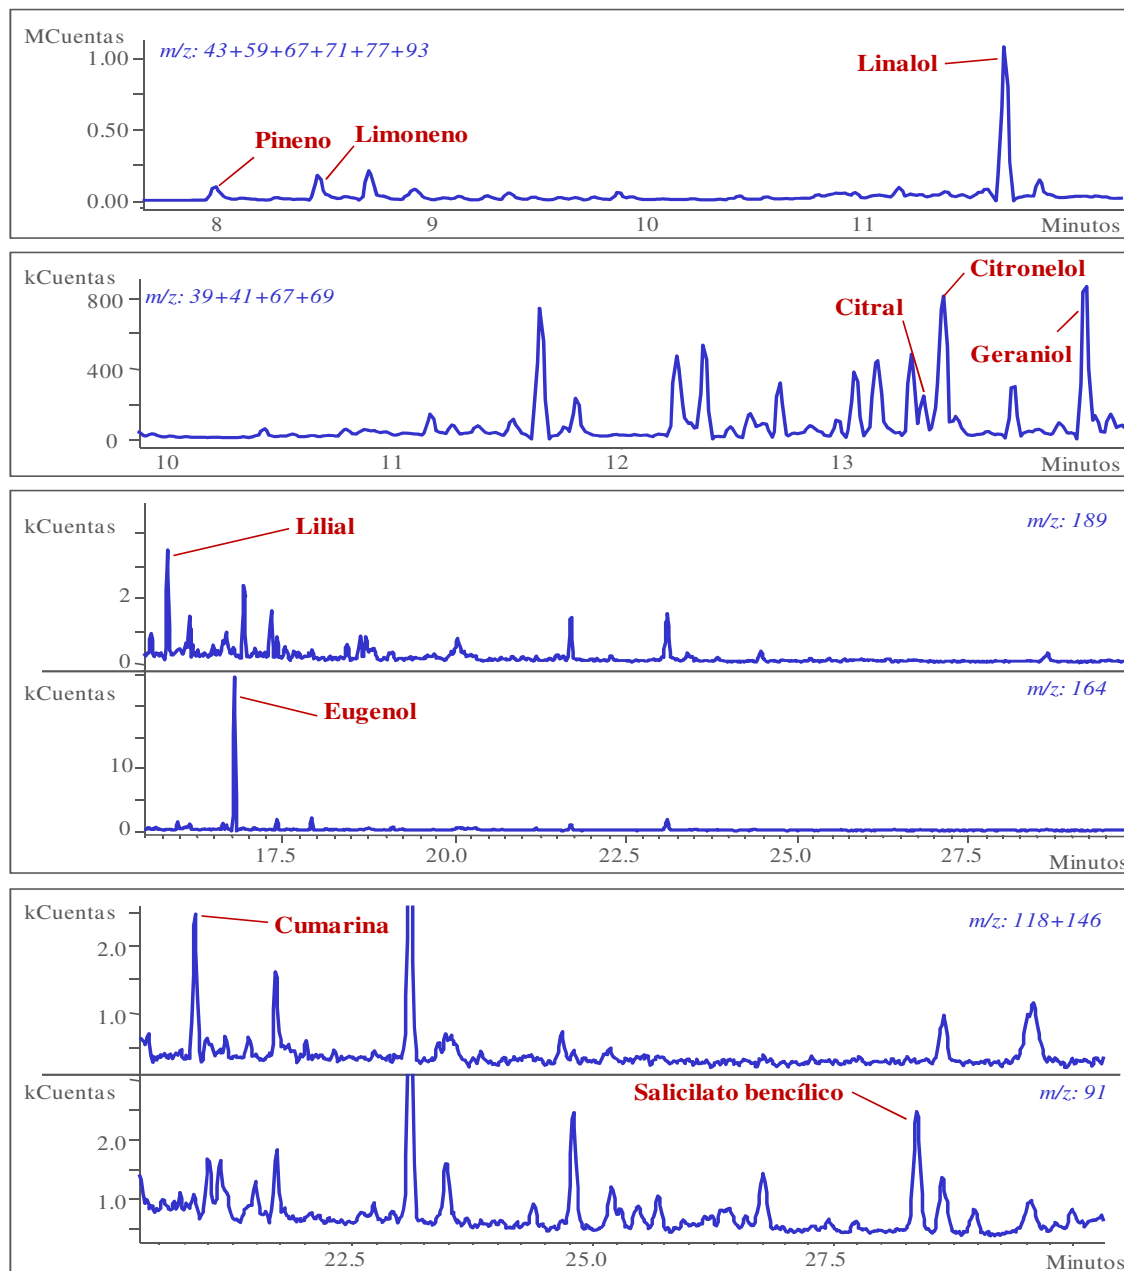 MCuentas
m/z: 43+59+67+71+77+93
1.00
0.50
0.00
Pineno
Limoneno
Linalol
8
9
10
11
Minutos
kCuentas
m/z: 39+41+67+69
800
400
0
Citral
Citronelol
Geraniol
10
11
12
13
Minutos
kCuentas
m/z: 189
Lilial
2
0
kCuentas
m/z: 164
Eugenol
10
0
17.5
20.0
22.5
25.0
27.5
Minutos
kCuentas
m/z: 118+146
Cumarina
2.0
1.0
kCuentas
m/z: 91
Salicilato bencílico
2.0
1.0
22.5
25.0
27.5
Minutos